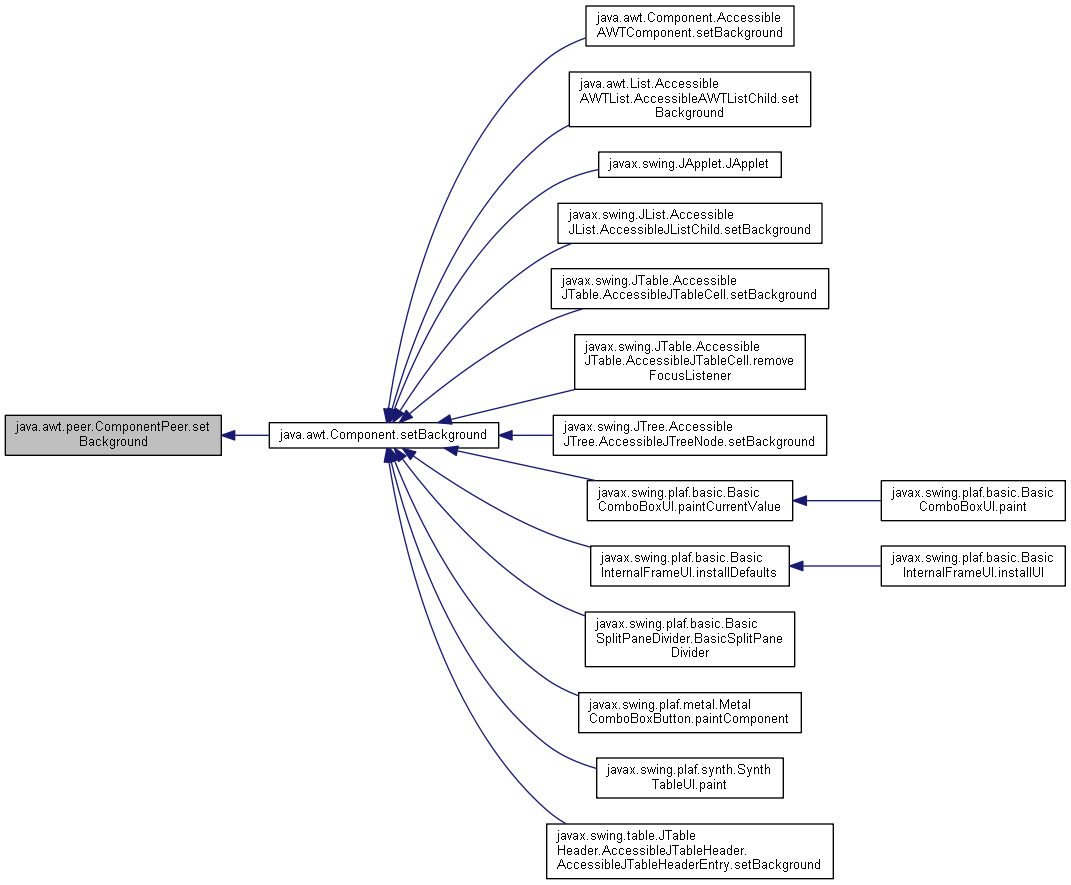 java.awt.Component.Accessible
AWTComponent.setBackground
java.awt.List.Accessible
AWTList.AccessibleAWTListChild.set
Background
javax.swing.JApplet.JApplet
javax.swing.JList.Accessible
JList.AccessibleJListChild.setBackground
javax.swing.JTable.Accessible
JTable.AccessibleJTableCell.setBackground
javax.swing.JTable.Accessible
JTable.AccessibleJTableCell.remove
FocusListener
java.awt.peer.ComponentPeer.set
Background
java.awt.Component.setBackground
javax.swing.JTree.Accessible
JTree.AccessibleJTreeNode.setBackground
javax.swing.plaf.basic.Basic
ComboBoxUI.paintCurrentValue
javax.swing.plaf.basic.Basic
ComboBoxUI.paint
javax.swing.plaf.basic.Basic
InternalFrameUI.installDefaults
javax.swing.plaf.basic.Basic
InternalFrameUI.installUI
javax.swing.plaf.basic.Basic
SplitPaneDivider.BasicSplitPane
Divider
javax.swing.plaf.metal.Metal
ComboBoxButton.paintComponent
javax.swing.plaf.synth.Synth
TableUI.paint
javax.swing.table.JTable
Header.AccessibleJTableHeader.
AccessibleJTableHeaderEntry.setBackground